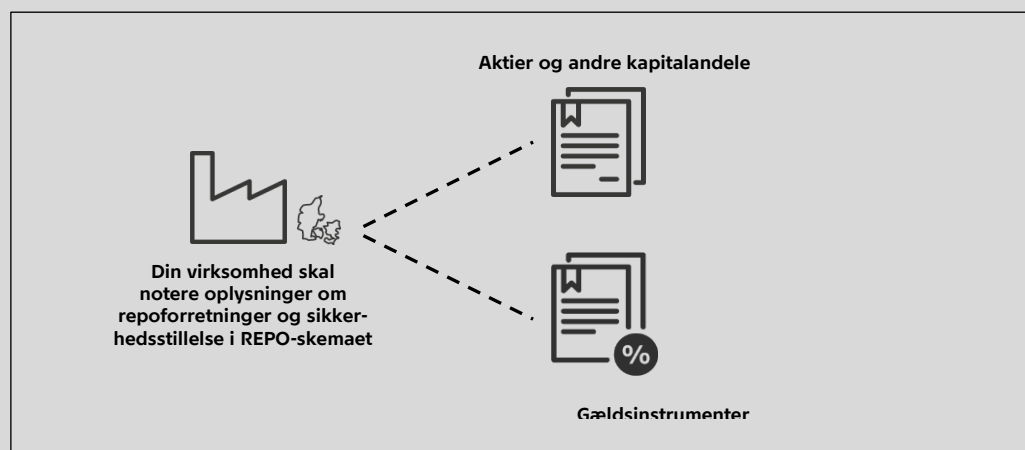 Aktier og andre kapitalandele
Din virksomhed skal
notere oplysninger om
repoforretninger og sikker-
hedsstillelse i REPO-skemaet
%
Gældsinstrumenter